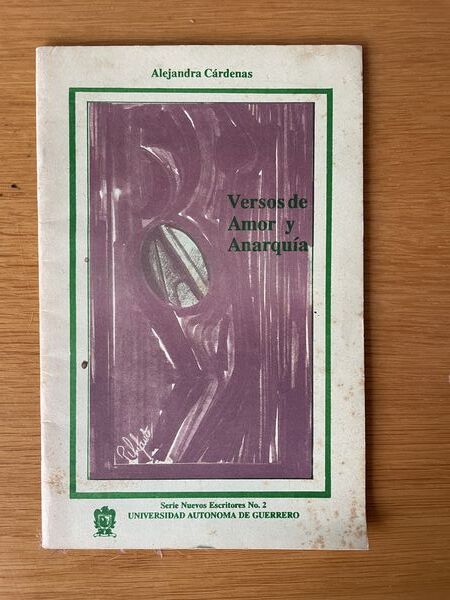 Alejandra Cárdenas
Versos de
Amor y
Anarquía
Serie Nuevos Escritores No. 2
UNIVERSIDAD AUTONOMA DE GUERRERO